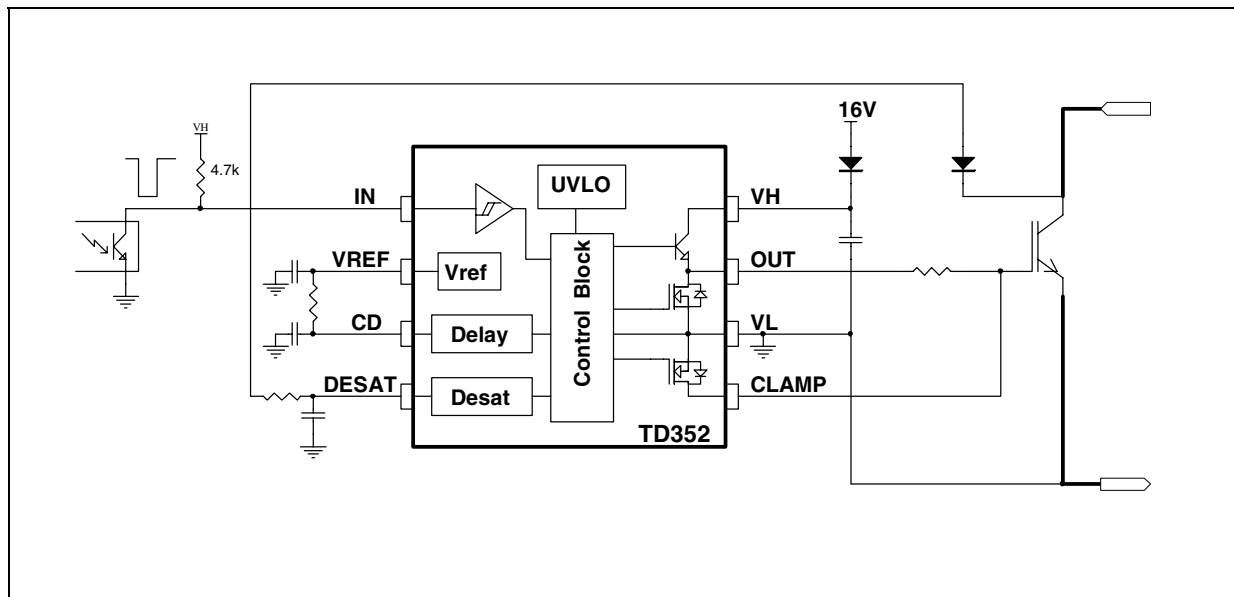 16V
VH
4.7k
UVLO
IN
VH
VREF
Vref
OUT
Control Block
CD
Delay
VL
DESAT
Desat
CLAMP
TD352